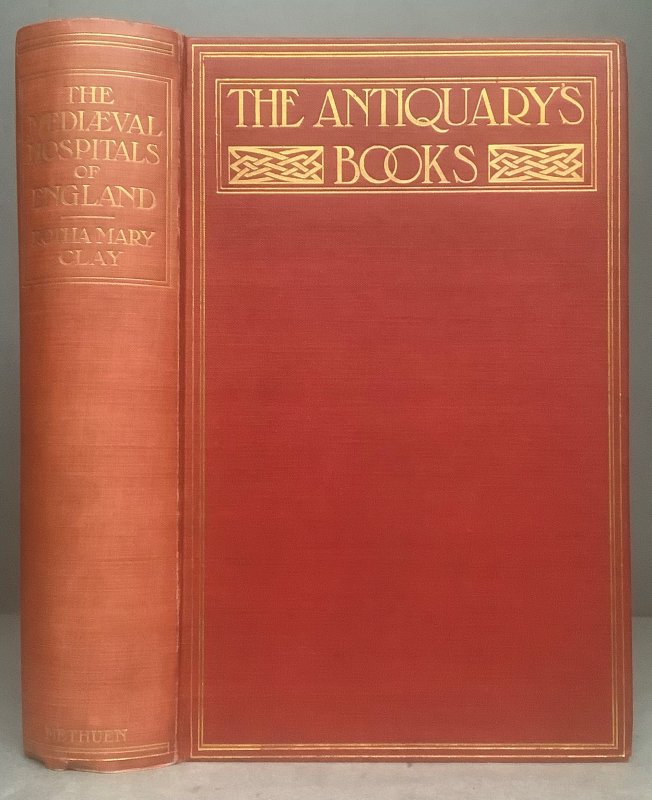 THE
MEDIÆVAL
HOSPITALS
OF
ENGLAND
ROTHA MARY
CLAY
METHUEN
THE ANTIQUARY'S
BOOKS